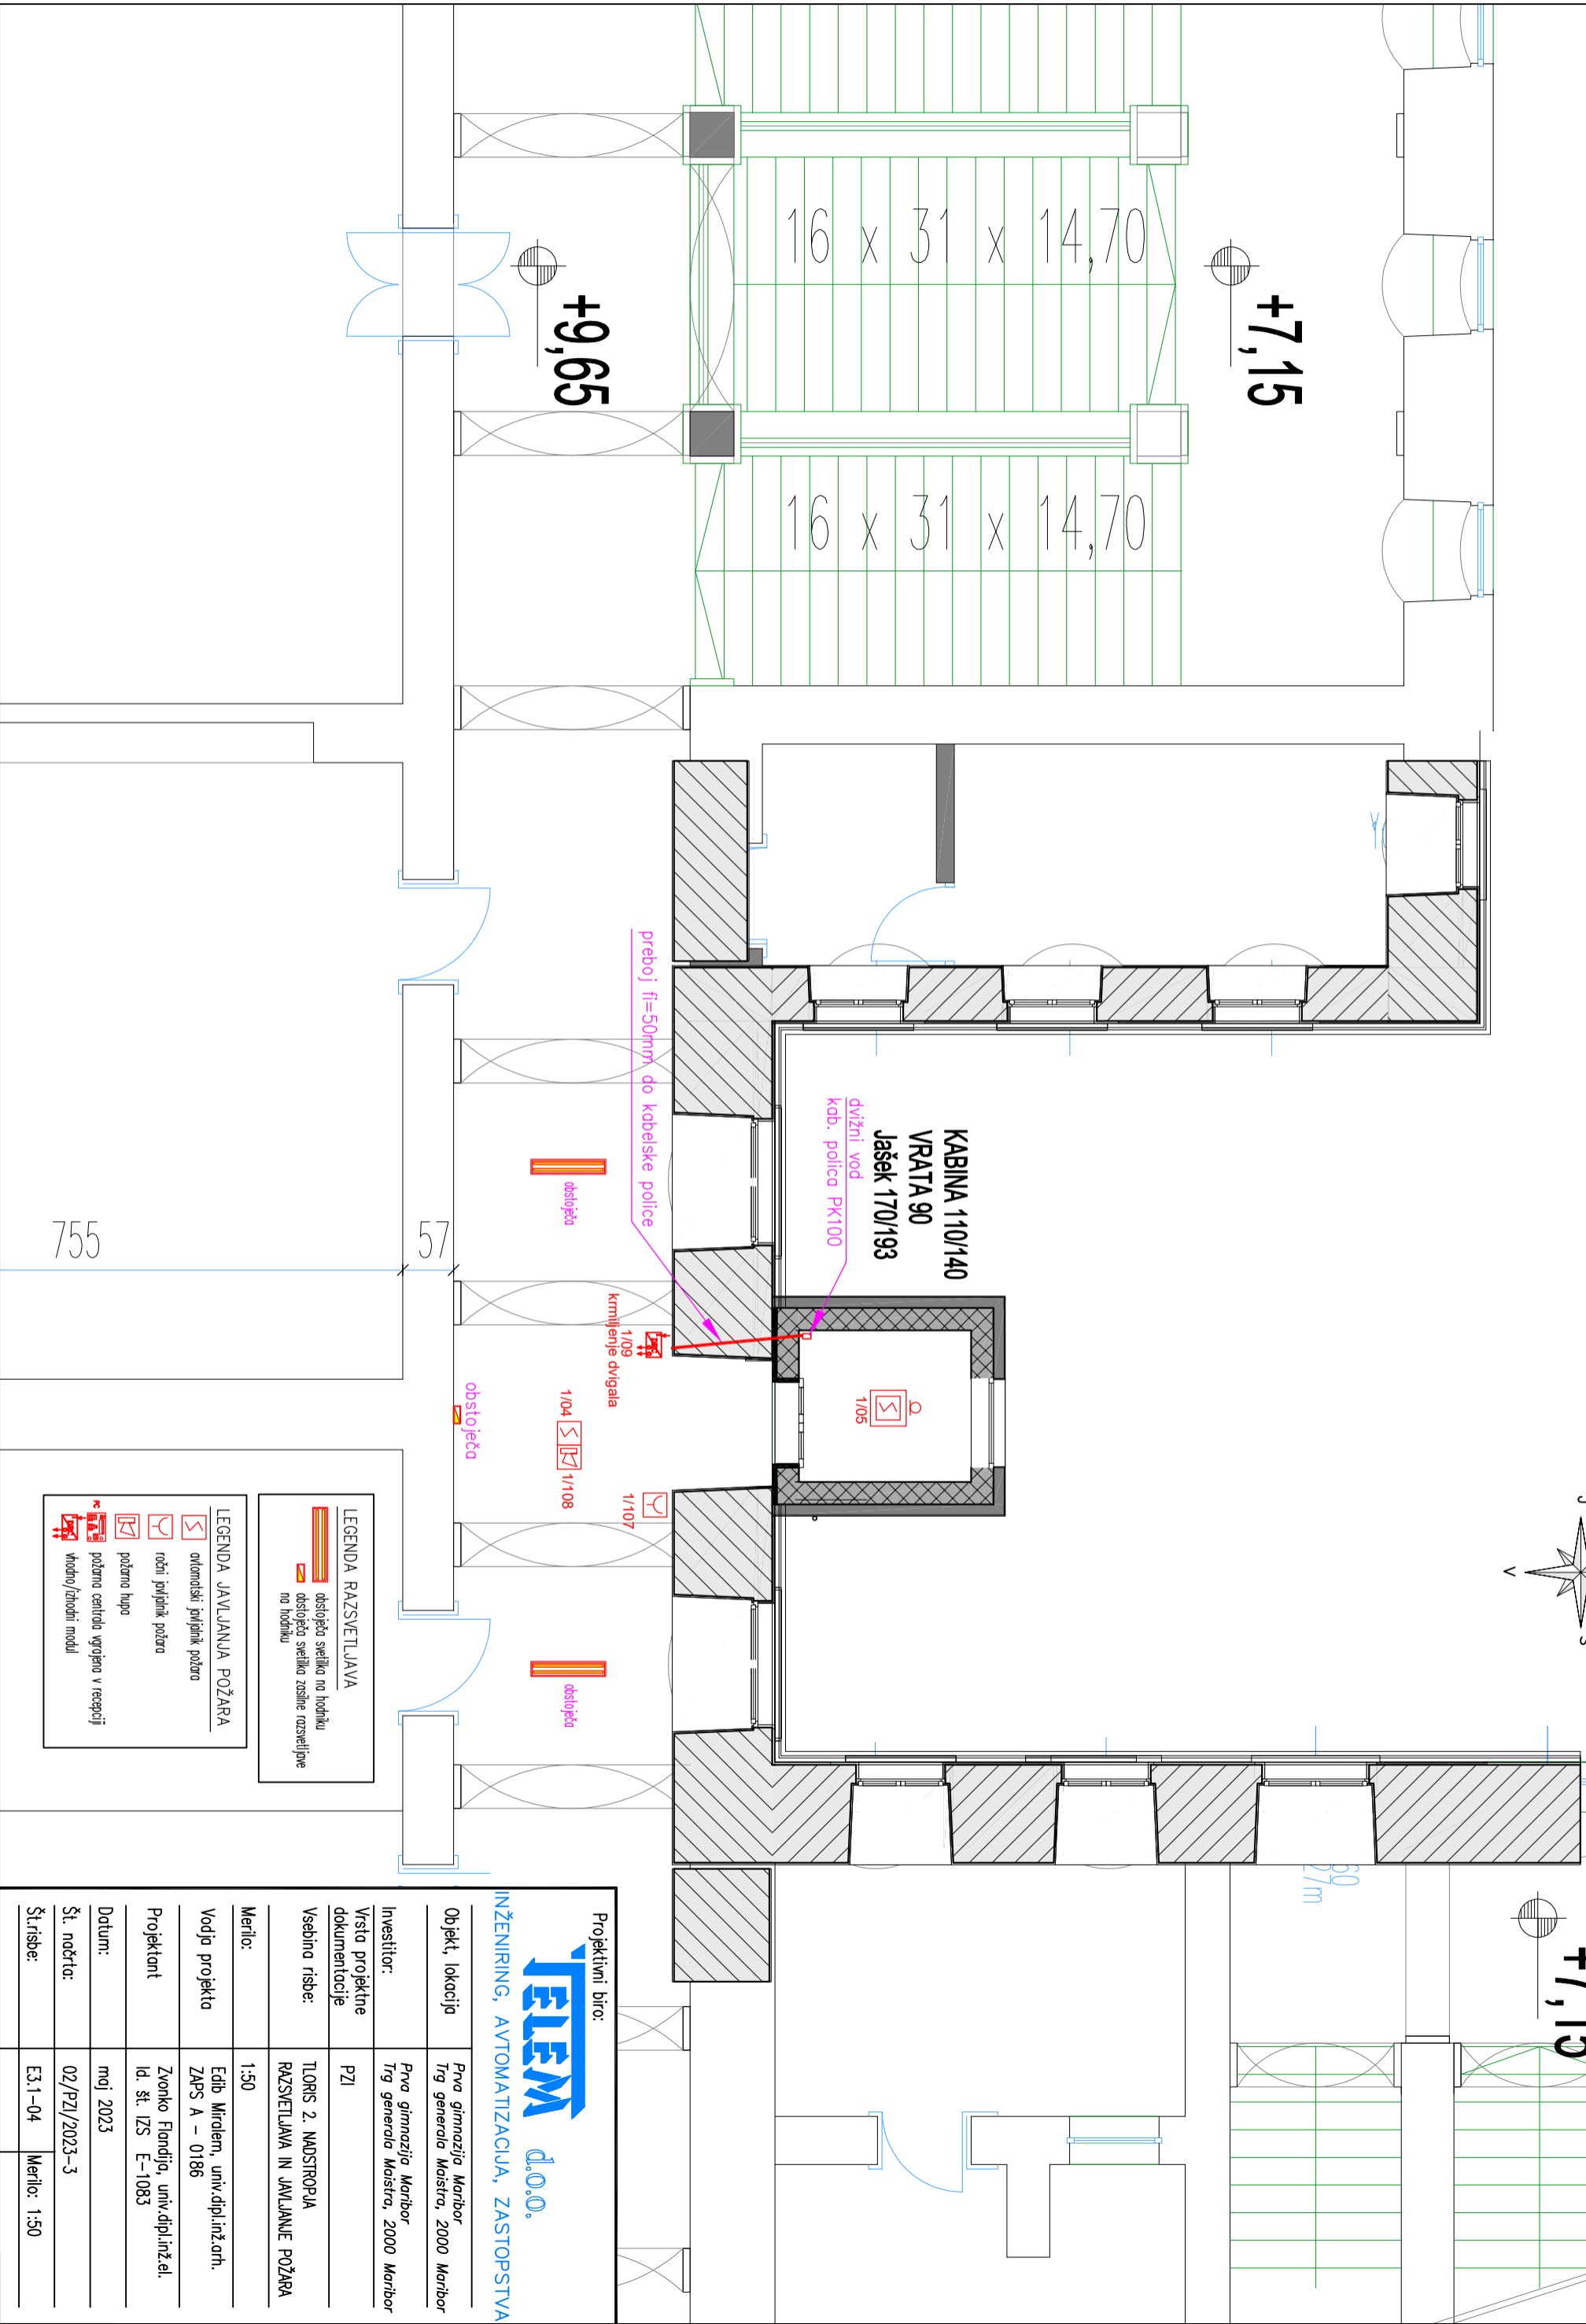 16 x 31 x 14,70
16 x 31 x 14,70
+7,15
+9,65
+7,15
KABINA 110/140
VRATA 90
Jašek 170/193
dvižni vod
kab. polica PK100
preboj fi=50mm do kabelske police
obstoječa
obstoječa
obstoječa
1/09
krmiljenje dvigala
1/05
1/04
1/108
1/107
755
57
V
LEGENDA RAZSVETLJAVA
obstoječa svetilka na hodniku
obstoječa svetilka zasilne razsvetljave
na hodniku
LEGENDA JAVLJANJA POŽARA
avtomatski javljalnik požara
ročni javljalnik požara
požarna hupa
PC
požarna centrala vgrajena v recepciji
vhodno/izhodni modul
Projektivni biro:
TELEM d.o.o.
INŽENIRING, AVTOMATIZACIJA, ZASTOPSTVA
Objekt, lokacija
Prva gimnazija Maribor
Trg generala Maistra, 2000 Maribor
Investitor:
Prva gimnazija Maribor
Trg generala Maistra, 2000 Maribor
Vrsta projektne
dokumentacije
PZI
Vsebina risbe:
TLORIS 2. NADSTROPJA
RAZSVETLJAVA IN JAVLJANJE POŽARA
Merilo:
1:50
Vodja projekta
Edib Miralem, univ.dipl.inž.arh.
ZAPS A - 0186
Projektant
Zvonko Flandija, univ.dipl.inž.el.
Id. št. IZS E-1083
Datum:
maj 2023
Št. načrta:
02/PZI/2023-3
Št.risbe:
E3.1-04
Merilo: 1:50